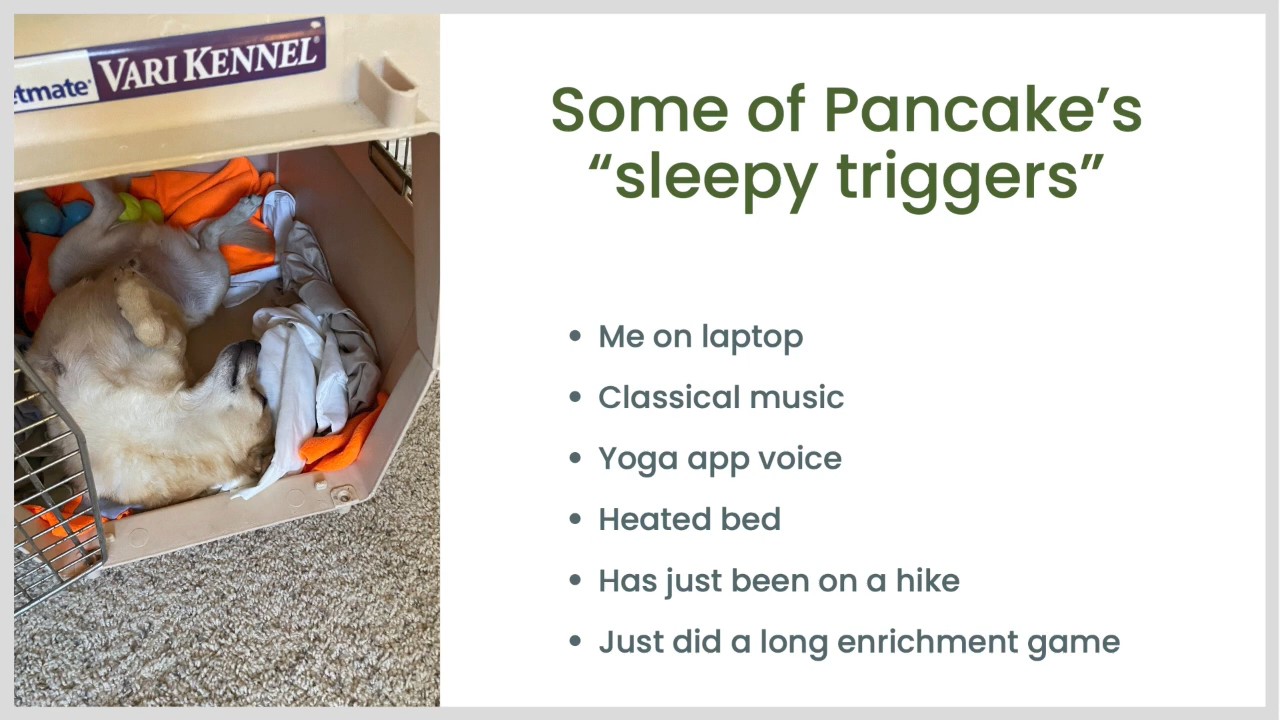 etmate VARI KENNEL®
Some of Pancake’s
“sleepy triggers”
• Me on laptop
• Classical music
• Yoga app voice
• Heated bed
• Has just been on a hike
• Just did a long enrichment game